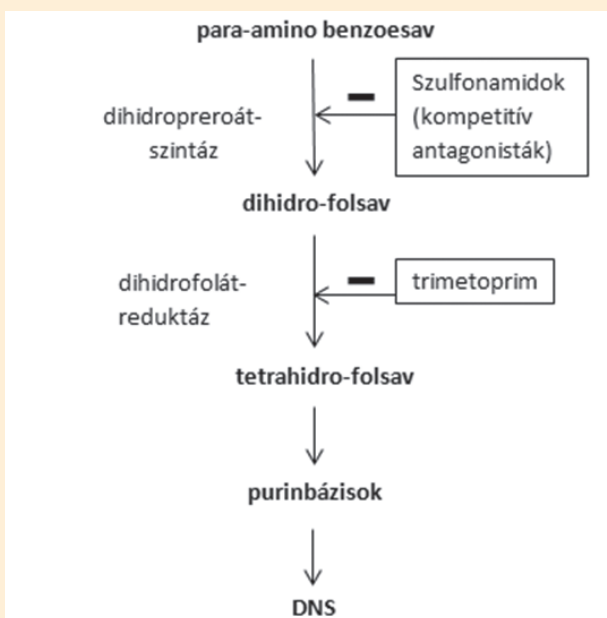 para-amino benzoesav
dihidropreroát-
szintáz
Szulfonamidok
(kompetitív
antagonisták)
dihidro-folsav
dihidrofolát-
reduktáz
trimetoprim
tetrahidro-folsav
purinbázisok
DNS